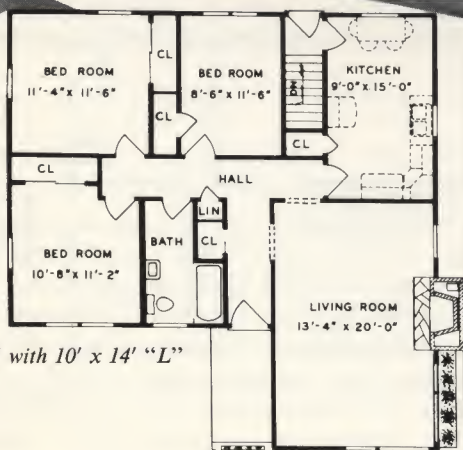 BED ROOM
11'-4" X 11'-6"
CL
CL
BED ROOM
8'-6" X 11'-6"
DN
KITCHEN
9'-0" X 15'-0"
CL
CL
HALL
LIN
CL
BATH
BED ROOM
10'-8" X 11'-2"
LIVING ROOM
13'-4" X 20'-0"
with 10' x 14' "L"